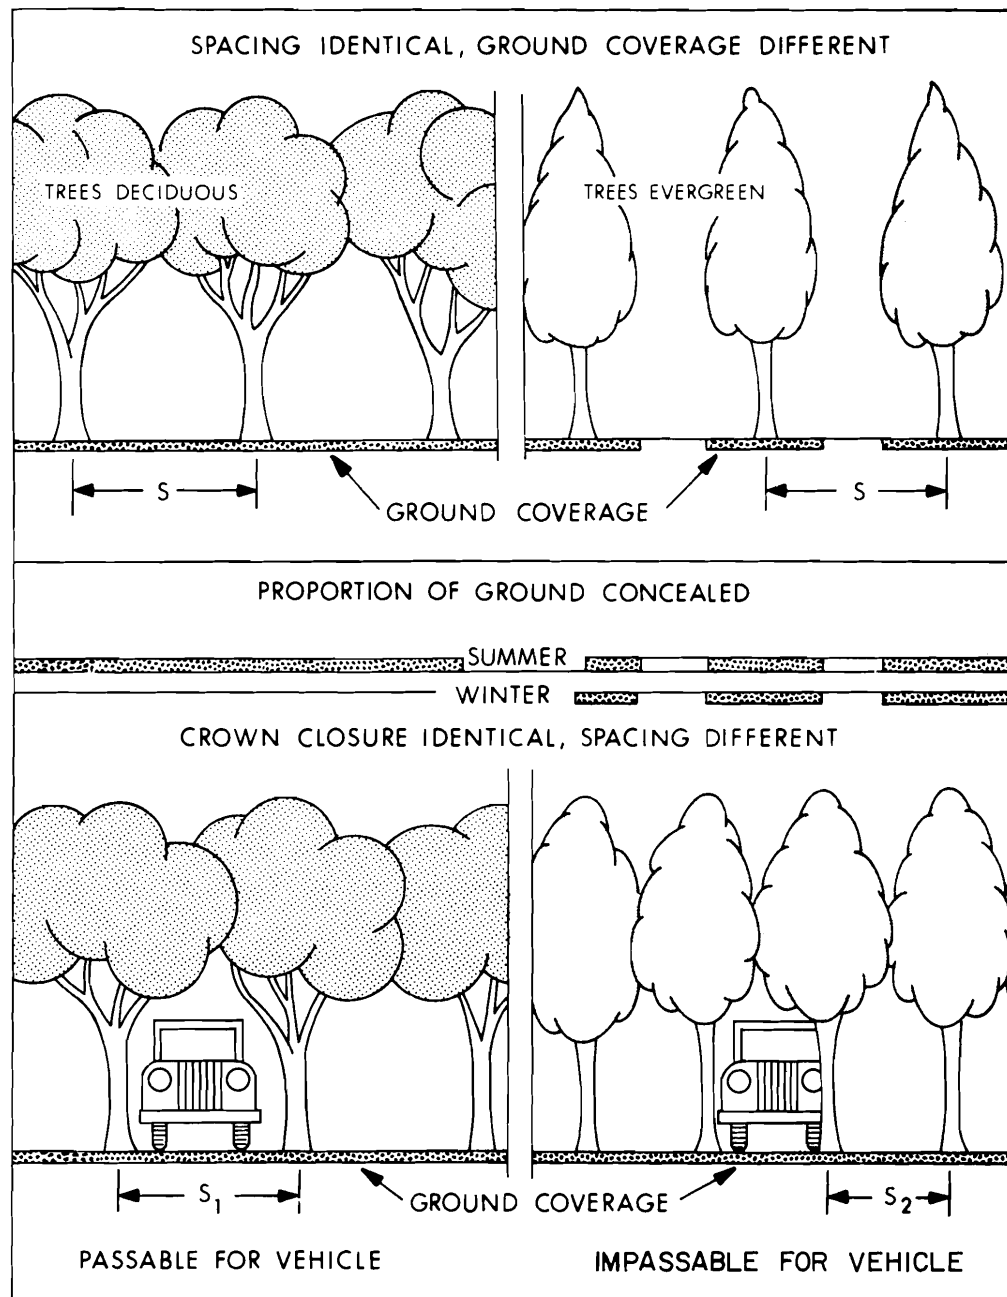 SPACING IDENTICAL, GROUND COVERAGE DIFFERENT
TREES DECIDUOUS
TREES EVERGREEN
S
S
GROUND COVERAGE
PROPORTION OF GROUND CONCEALED
SUMMER
WINTER
CROWN CLOSURE IDENTICAL, SPACING DIFFERENT
S₁
GROUND COVERAGE
S₂
PASSABLE FOR VEHICLE
IMPASSABLE FOR VEHICLE